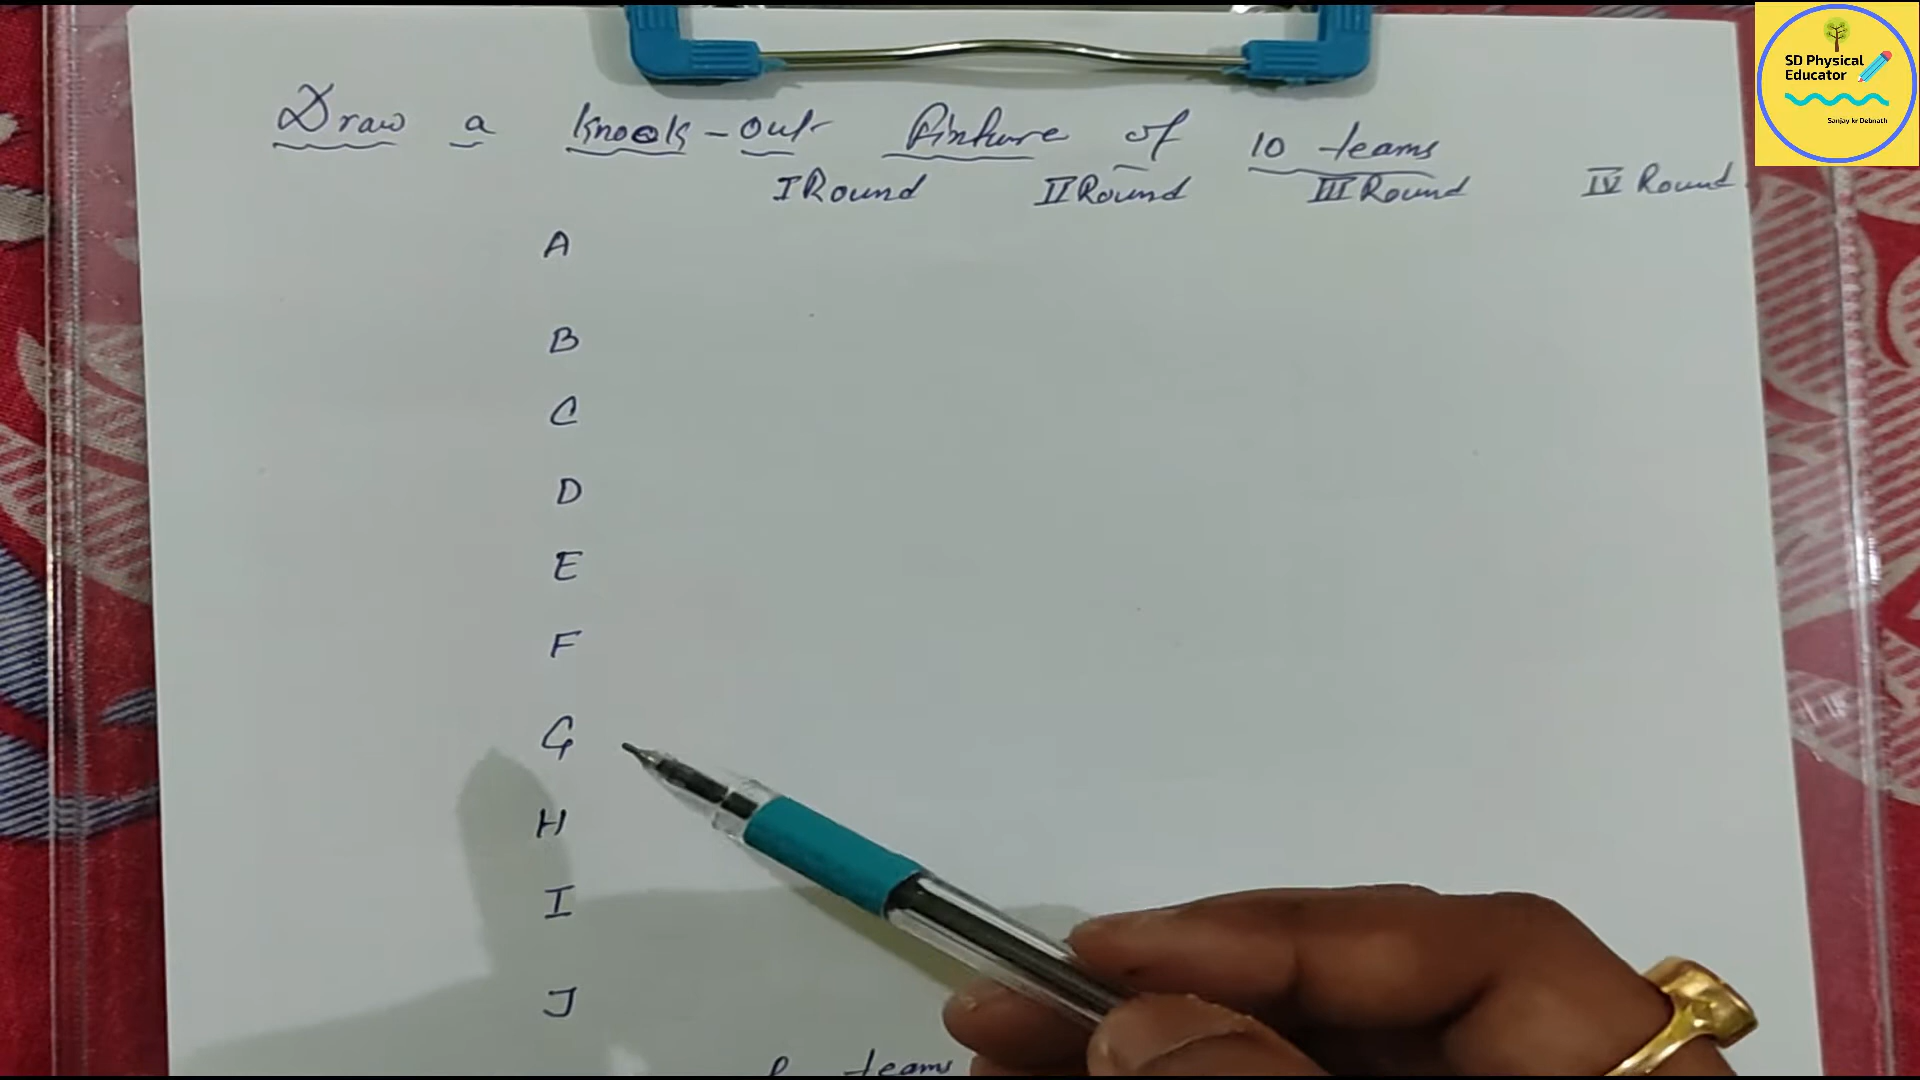 Draw a Knock-out Fixture of 10 teams
I Round II Round III Round IV Round
A
B
C
D
E
F
G
H
I
J
teams
SD Physical
Educator
Sanjay kr Debnath